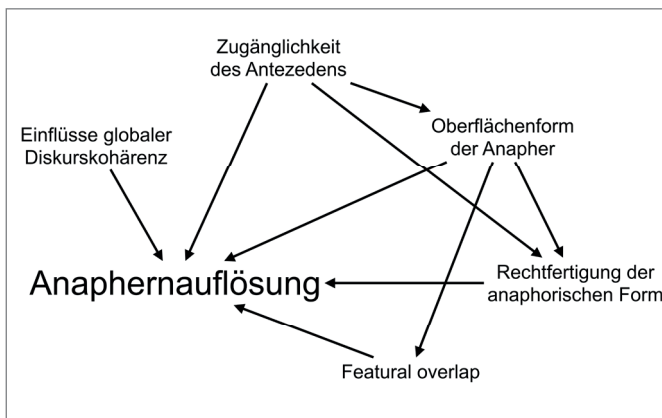 Zugänglichkeit
des Antezedens
Einflüsse globaler
Diskurskohärenz
Oberflächenform
der Anapher
Anaphernauflösung
Rechtfertigung der
anaphorischen Form
Featural overlap